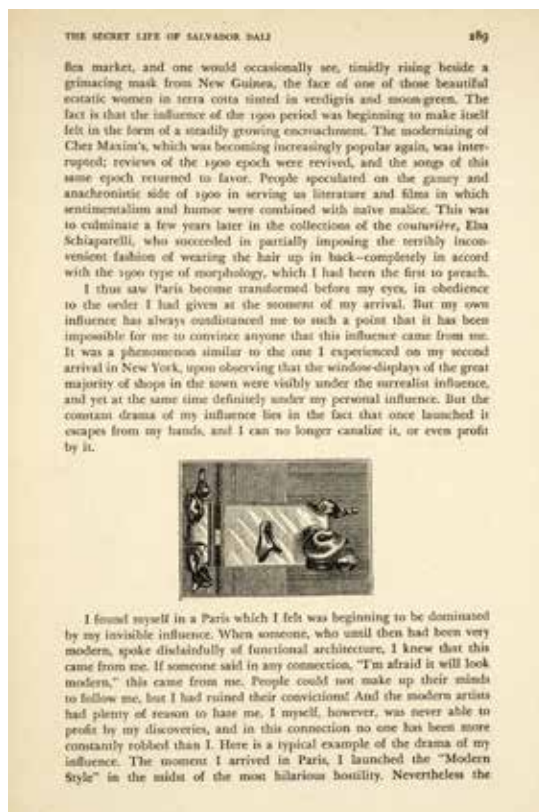 THE SECRET LIFE OF SALVADOR DALI 289
flea market, and one would occasionally see, timidly rising beside a
grimacing mask from New Guinea, the face of one of those beautiful
ecstatic women in terra cotta tinted in verdigris and moon-green. The
fact is that the influence of the 1900 period was beginning to make itself
felt in the form of a steadily growing encroachment. The modernizing of
Chez Maxim's, which was becoming increasingly popular again, was inter-
rupted; reviews of the 1900 epoch were revived, and the songs of this
same epoch returned to favor. People speculated on the gamey and
anachronistic side of 1900 in serving us literature and films in which
sentimentalism and humor were combined with naïve malice. This was
to culminate a few years later in the collections of the couturière, Elsa
Schiaparelli, who succeeded in partially imposing the terribly incon-
venient fashion of wearing the hair up in back—completely in accord
with the 1900 type of morphology, which I had been the first to preach.
I thus saw Paris become transformed before my eyes, in obedience
to the order I had given at the moment of my arrival. But my own
influence has always outdistanced me to such a point that it has been
impossible for me to convince anyone that this influence came from me.
It was a phenomenon similar to the one I experienced on my second
arrival in New York, upon observing that the window-displays of the great
majority of shops in the town were visibly under the surrealist influence,
and yet at the same time definitely under my personal influence. But the
constant drama of my influence lies in the fact that once launched it
escapes from my hands, and I can no longer canalize it, or even profit
by it.
I found myself in a Paris which I felt was beginning to be dominated
by my invisible influence. When someone, who until then had been very
modern, spoke disdainfully of functional architecture, I knew that this
came from me. If someone said in any connection, "I'm afraid it will look
modern," this came from me. People could not make up their minds
to follow me, but I had ruined their convictions! And the modern artists
had plenty of reason to hate me. I myself, however, was never able to
profit by my discoveries, and in this connection no one has been more
constantly robbed than I. Here is a typical example of the drama of my
influence. The moment I arrived in Paris, I launched the "Modern
Style" in the midst of the most hilarious hostility. Nevertheless the